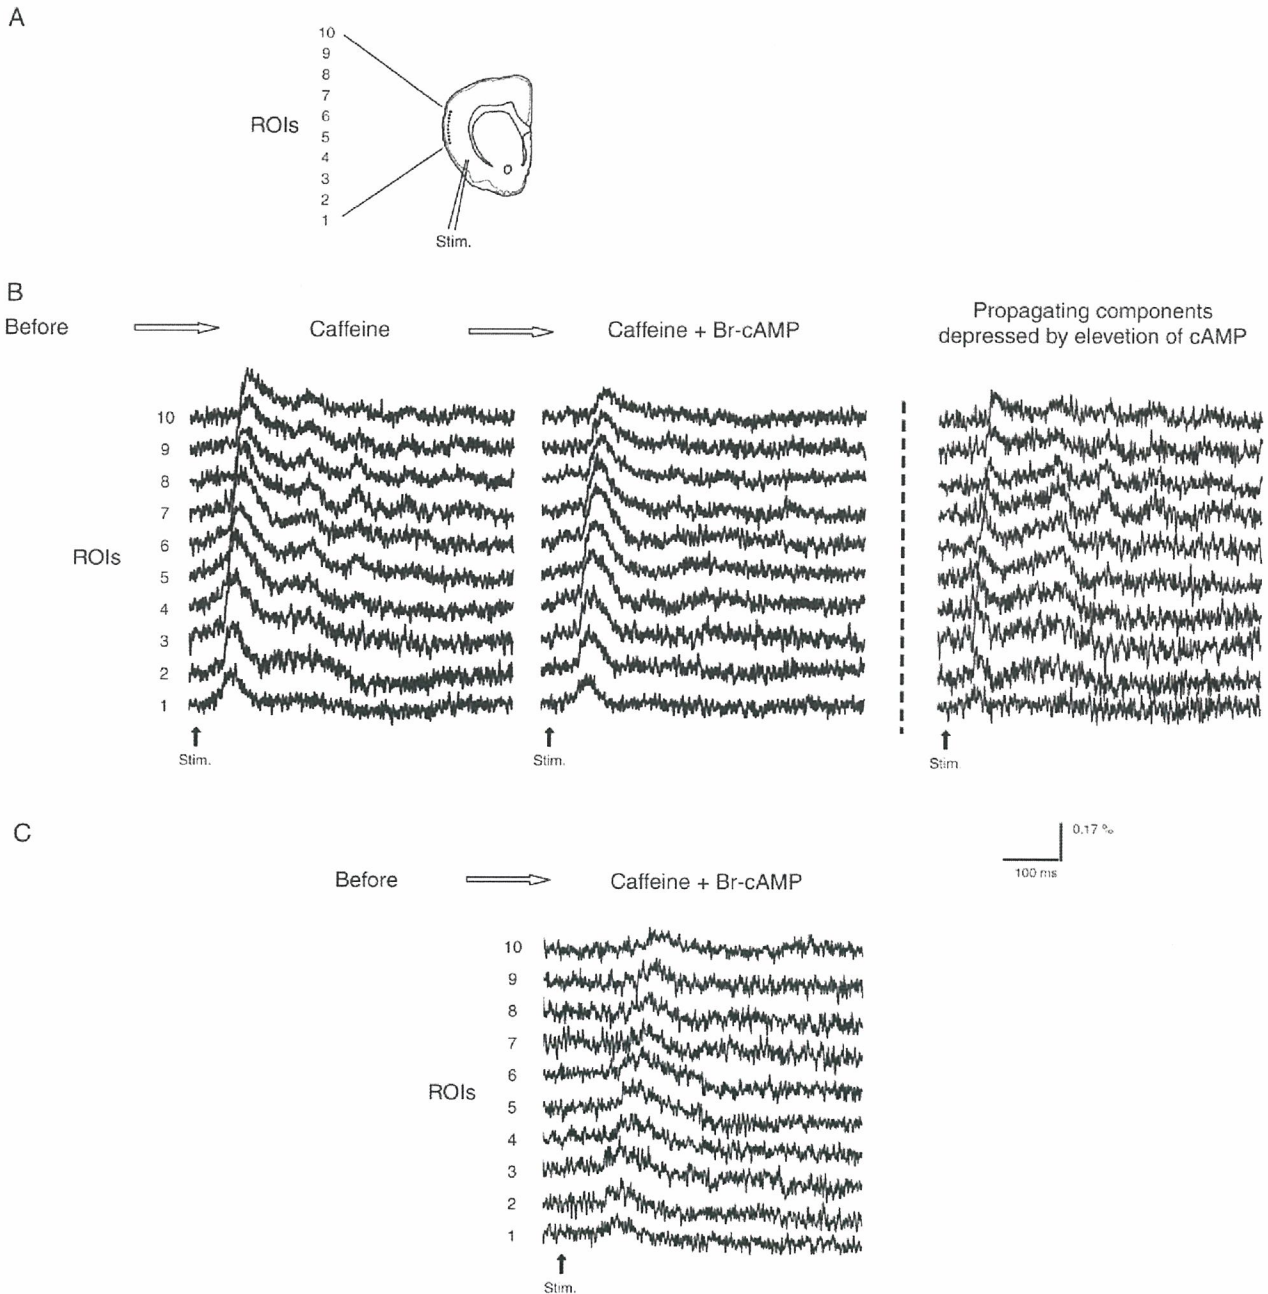 A
10
9
8
7
6
ROIs
5
4
3
2
1
Stim.
B
Before
Caffeine
Caffeine + Br-cAMP
Propagating components
depressed by elevetion of cAMP
10
9
8
7
6
ROIs
5
4
3
2
1
Stim.
Stim.
Stim
C
0.17 %
100 ms
Before
Caffeine + Br-cAMP
10
9
8
7
6
ROIs
5
4
3
2
1
Stim.